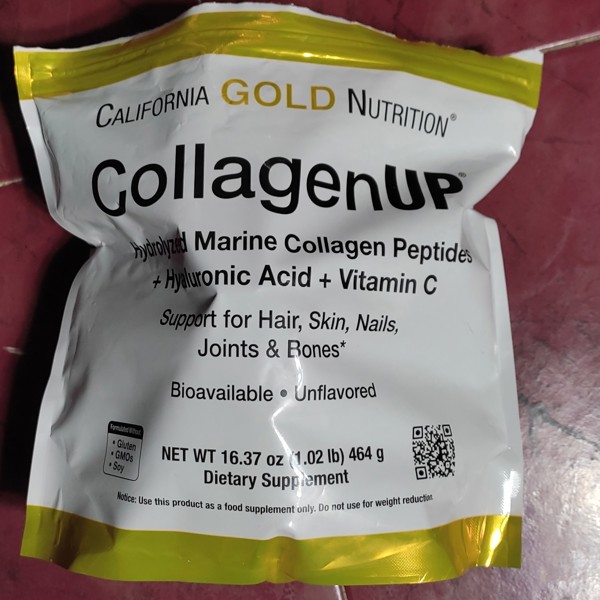 CALIFORNIA GOLD NUTRITION®
CollagenUP®
Hydrolyzed Marine Collagen Peptides
+ Hyaluronic Acid + Vitamin C
Support for Hair, Skin, Nails,
Joints & Bones*
Bioavailable • Unflavored
Formulated Without
• Gluten
• GMOs
• Soy
NET WT 16.37 oz (1.02 lb) 464 g
Dietary Supplement
Notice: Use this product as a food supplement only. Do not use for weight reduction.